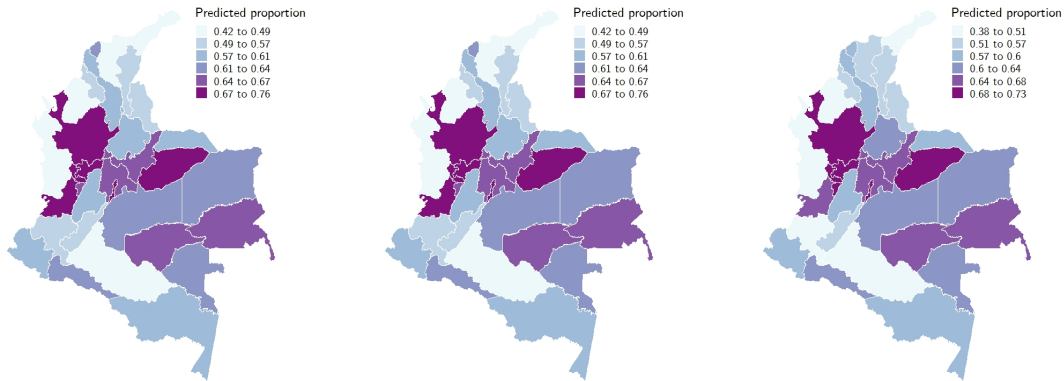 Predicted proportion
0.42 to 0.49
0.49 to 0.57
0.57 to 0.61
0.61 to 0.64
0.64 to 0.67
0.67 to 0.76
Predicted proportion
0.42 to 0.49
0.49 to 0.57
0.57 to 0.61
0.61 to 0.64
0.64 to 0.67
0.67 to 0.76
Predicted proportion
0.38 to 0.51
0.51 to 0.57
0.57 to 0.6
0.6 to 0.64
0.64 to 0.68
0.68 to 0.73